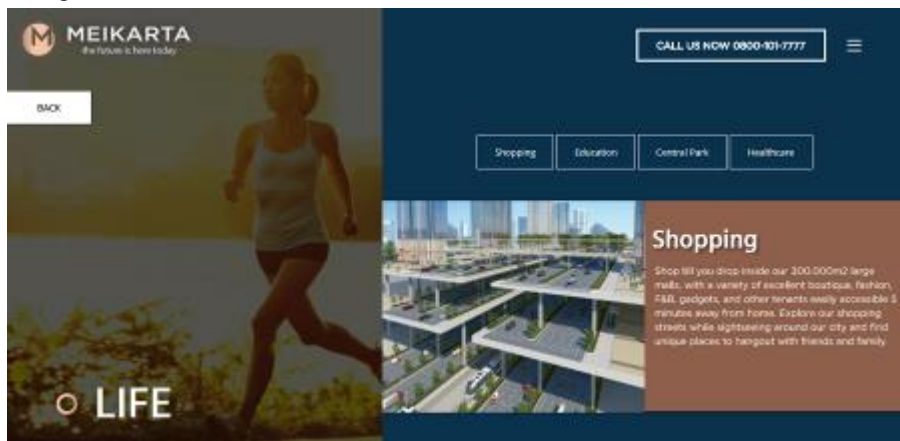 MEIKARTA
the future is here today
CALL US NOW 0800-101-7777
BACK
Shopping
Education
Central Park
Healthcare
Shopping
Shop till you drop inside our 200.000m2 large
malls, with a variety of excellent boutique, fashion,
F&B, gadgets, and other tenants easily accessible 5
minutes away from home. Explore our shopping
streets while sightseeing around our city and find
unique places to hangout with friends and family.
LIFE